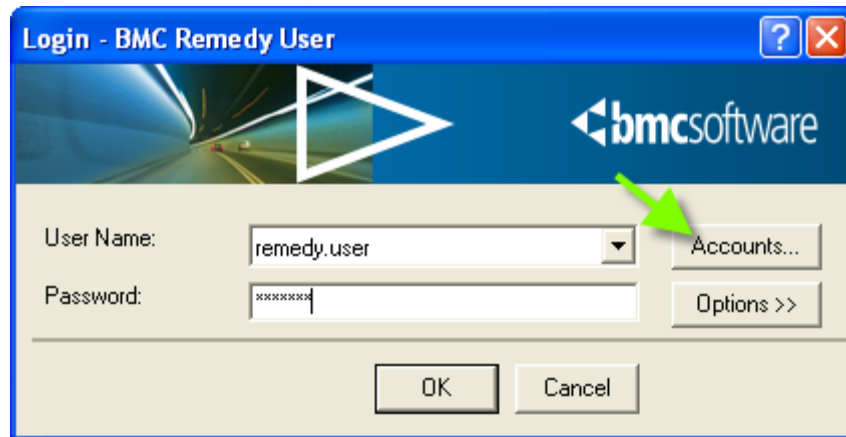 Login - BMC Remedy User
bmcsoftware
User Name:
remedy.user
Accounts...
Password:
×××××××
Options >>
OK
Cancel